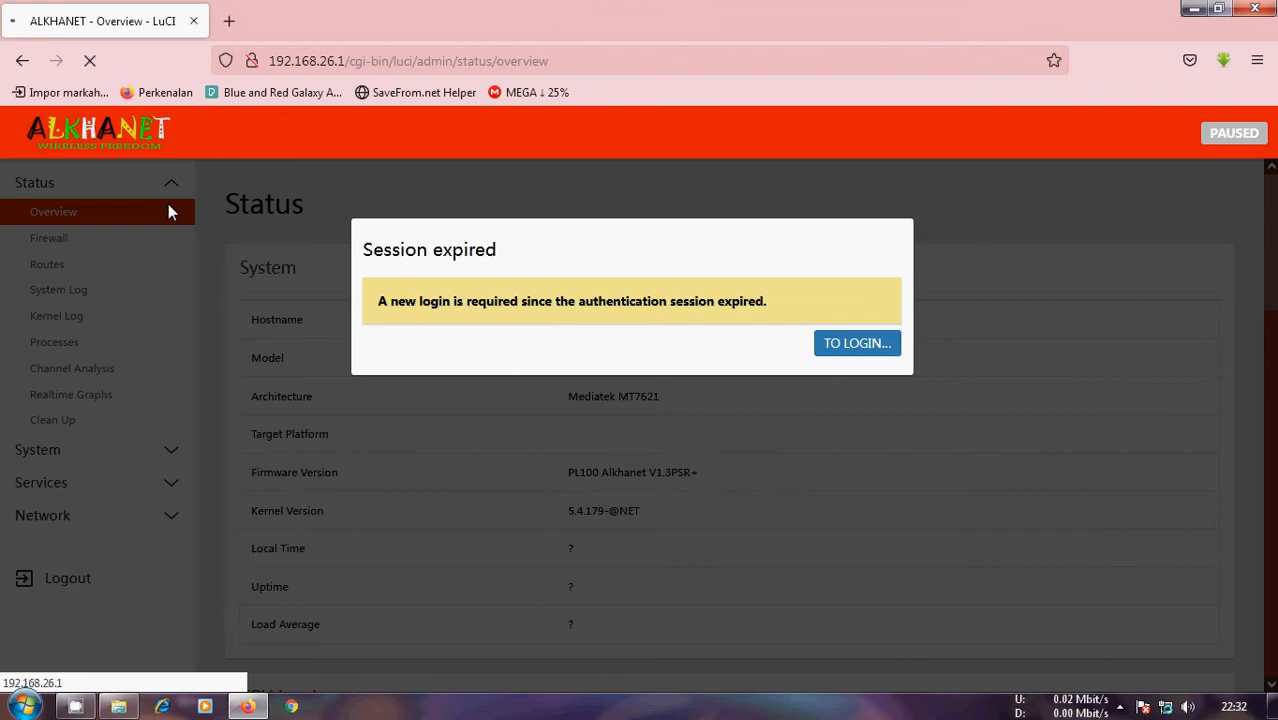 ALKHANET - Overview - LuCI
192.168.26.1/cgi-bin/luci/admin/status/overview
Impor markah...
Perkenalan
Blue and Red Galaxy A...
SaveFrom.net Helper
MEGA ↓ 25%
ALKHANET
WIRELESS FREEDOM
PAUSED
Status
Overview
Firewall
Routes
System Log
Kernel Log
Processes
Channel Analysis
Realtime Graphs
Clean Up
System
Services
Network
Logout
Status
System
Session expired
A new login is required since the authentication session expired.
TO LOGIN...
Hostname
Model
Architecture Mediatek MT7621
Target Platform
Firmware Version PL100 Alkhanet V1.3PSR+
Kernel Version 5.4.179-@NET
Local Time ?
Uptime ?
Load Average ?
192.168.26.1
U: 0.02 Mbit/s
D: 0.00 Mbit/s
22:32